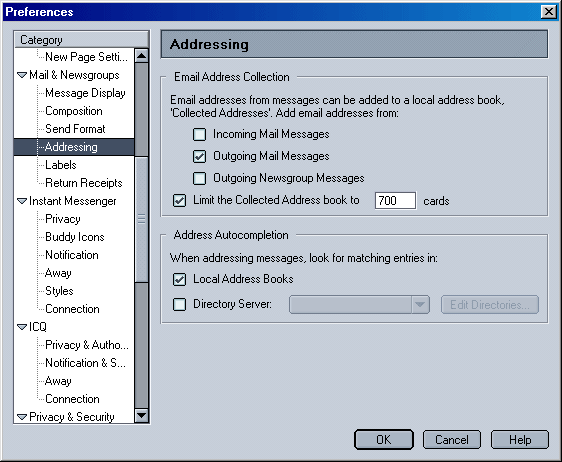 Preferences
Category
New Page Setti...
Mail & Newsgroups
Message Display
Composition
Send Format
Addressing
Labels
Return Receipts
Instant Messenger
Privacy
Buddy Icons
Notification
Away
Styles
Connection
ICQ
Privacy & Autho...
Notification & S...
Away
Connection
Privacy & Security
Addressing
Email Address Collection
Email addresses from messages can be added to a local address book,
'Collected Addresses'. Add email addresses from:
Incoming Mail Messages
Outgoing Mail Messages
Outgoing Newsgroup Messages
Limit the Collected Address book to 700 cards
Address Autocompletion
When addressing messages, look for matching entries in:
Local Address Books
Directory Server: Edit Directories...
OK Cancel Help